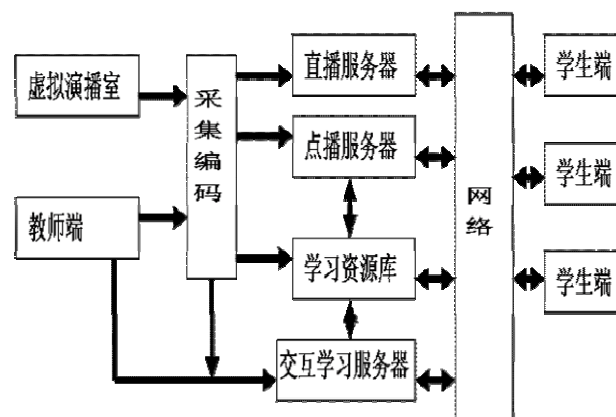 虚拟演播室
教师端
采集编码
直播服务器
点播服务器
学习资源库
交互学习服务器
网络
学生端
学生端
学生端